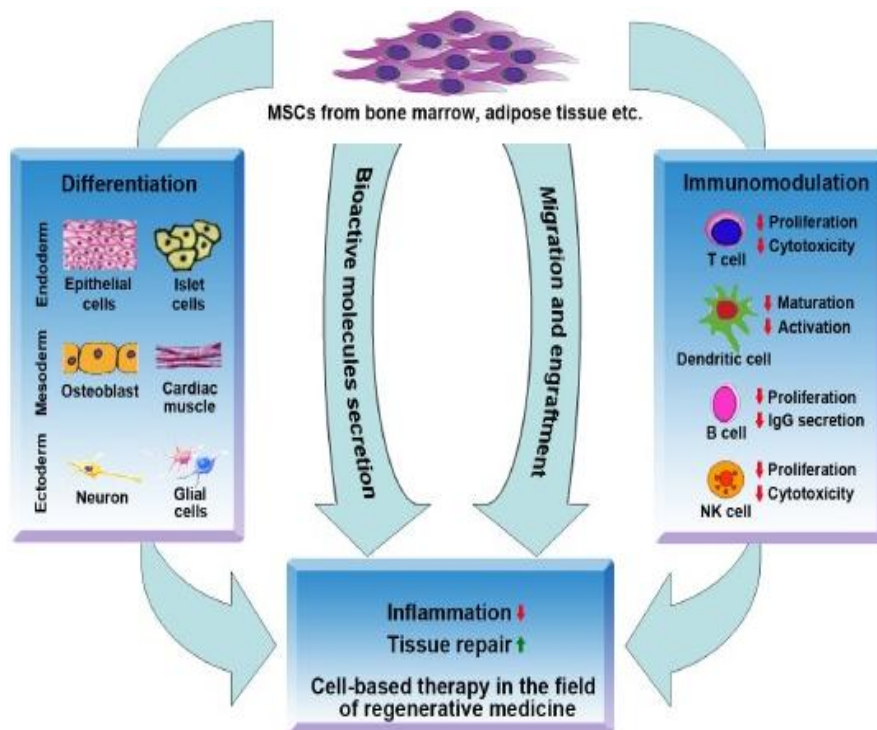 MSCs from bone marrow, adipose tissue etc.
Differentiation
Endoderm
Epithelial
cells
Islet
cells
Mesoderm
Osteoblast
Cardiac
muscle
Ectoderm
Neuron
Glial
cells
Bioactive molecules secretion
Migration and engraftment
Immunomodulation
T cell
Proliferation
Cytotoxicity
Dendritic cell
Maturation
Activation
B cell
Proliferation
IgG secretion
NK cell
Proliferation
Cytotoxicity
Inflammation
Tissue repair
Cell-based therapy in the field
of regenerative medicine